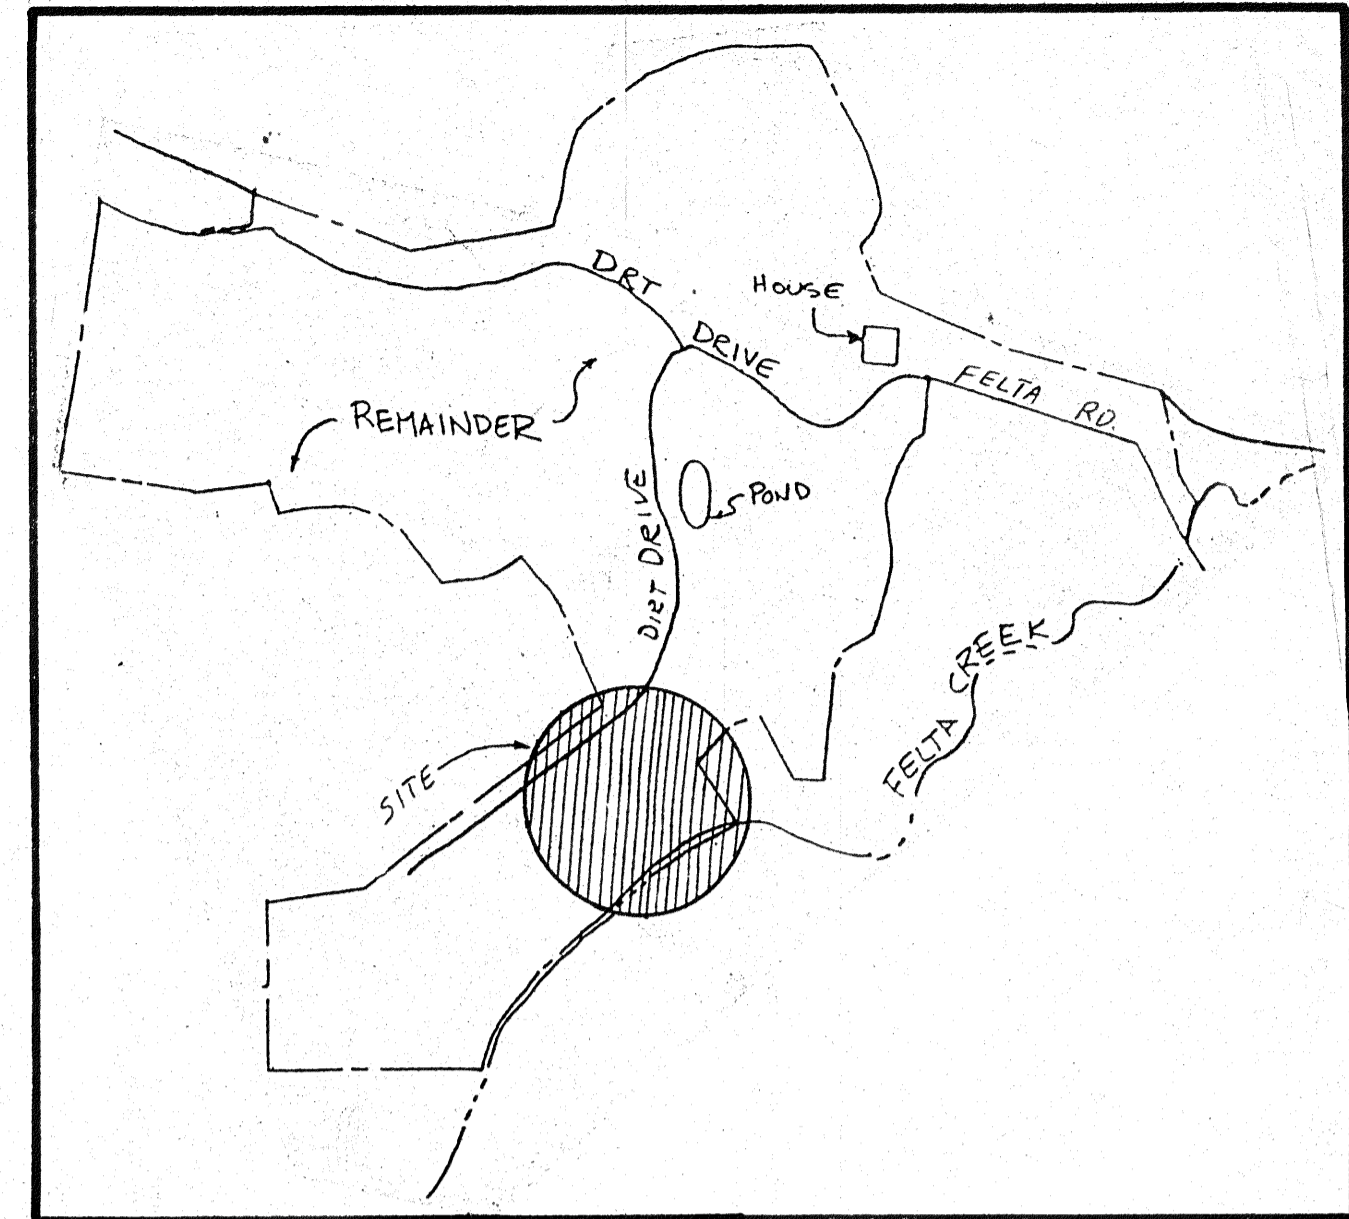 DRT
DRIVE
HOUSE
FELTA RD.
REMAINDER
POND
DIRT DRIVE
FELTA CREEK
SITE